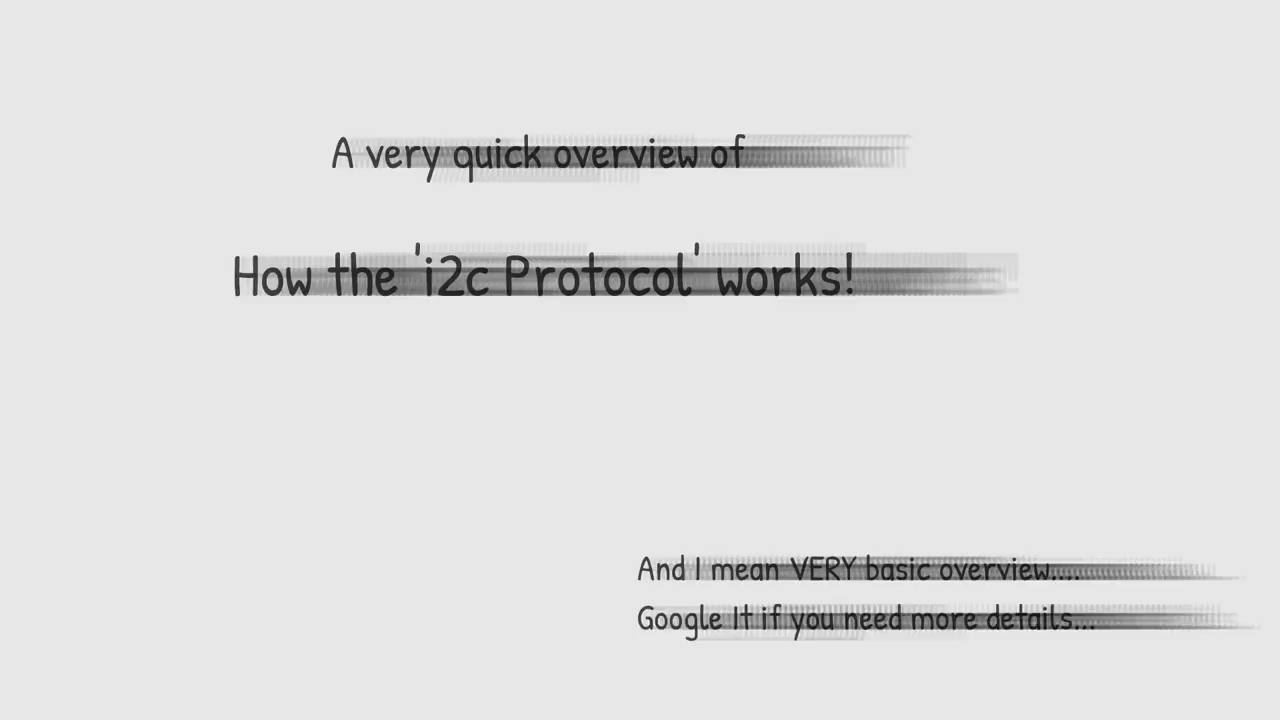 A very quick overview of
How the 'i2c Protocol' works!
And I mean VERY basic overview....
Google It if you need more details...